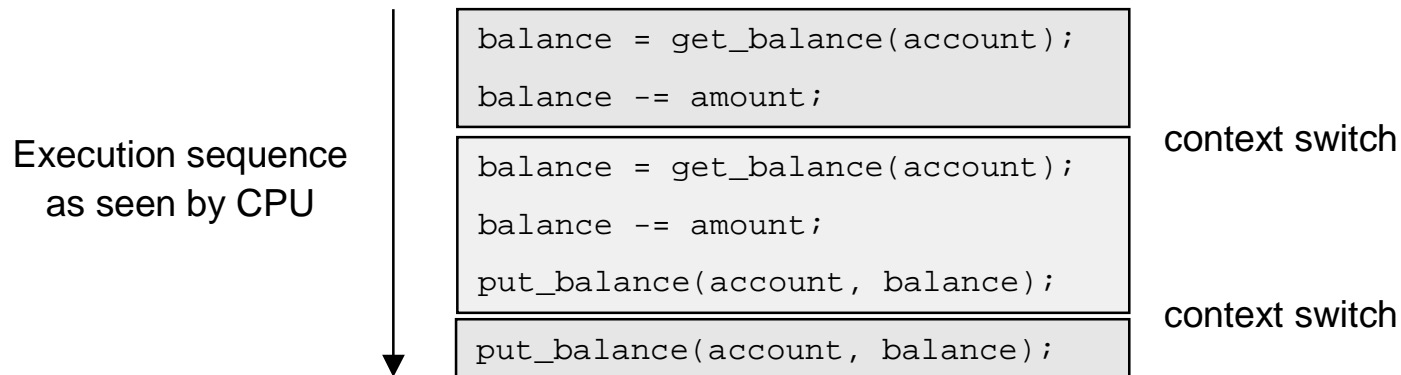 balance = get_balance(account);
balance -= amount;
context switch
Execution sequence
as seen by CPU
balance = get_balance(account);
balance -= amount;
put_balance(account, balance);
context switch
put_balance(account, balance);